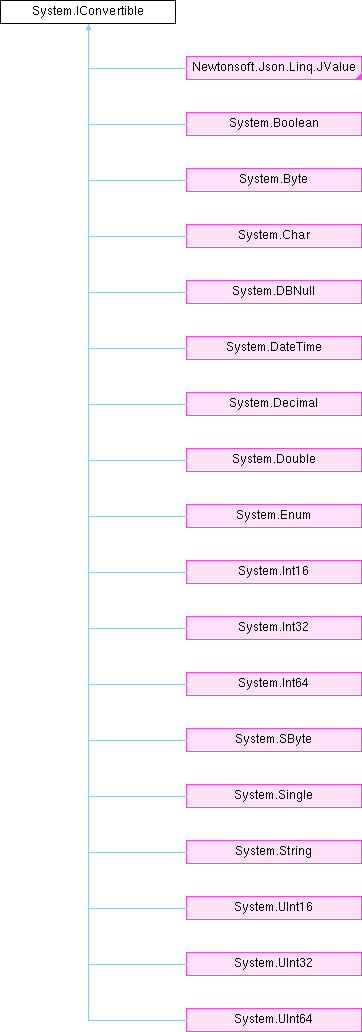 System.IConvertible
Newtonsoft.Json.Linq.JValue
System.Boolean
System.Byte
System.Char
System.DBNull
System.DateTime
System.Decimal
System.Double
System.Enum
System.Int16
System.Int32
System.Int64
System.SByte
System.Single
System.String
System.UInt16
System.UInt32
System.UInt64